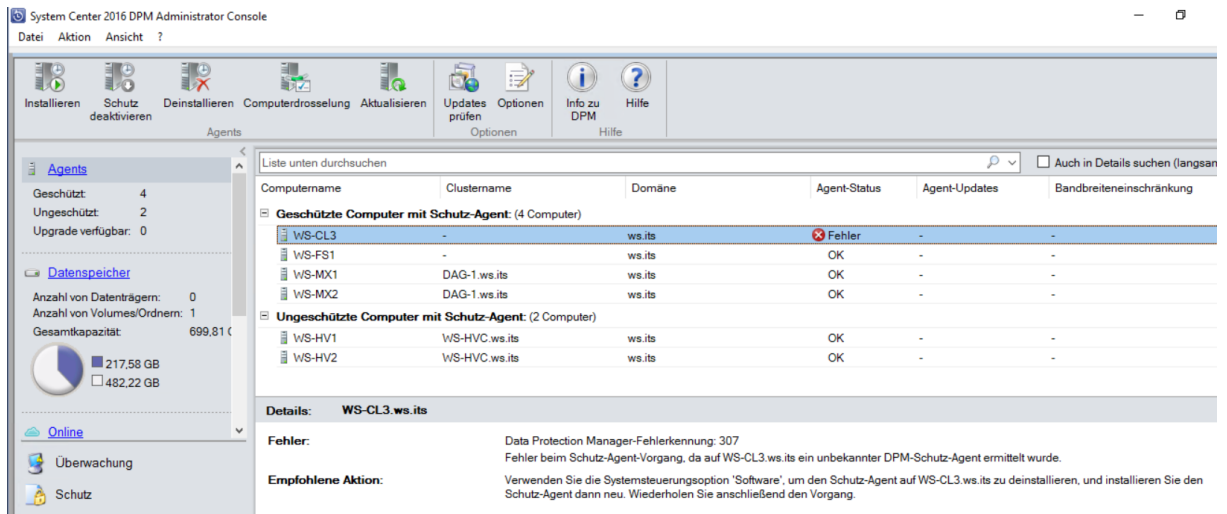 System Center 2016 DPM Administrator Console
Datei Aktion Ansicht ?
Installieren Schutz deaktivieren Deinstallieren Computerdrosselung Aktualisieren Updates prüfen Optionen Info zu DPM Hilfe
Agents Optionen Hilfe
Agents
Geschützt: 4
Ungeschützt: 2
Upgrade verfügbar: 0
Datenspeicher
Anzahl von Datenträgern: 0
Anzahl von Volumes/Ordnern: 1
Gesamtkapazität: 699,81
217,58 GB
482,22 GB
Online
Überwachung
Schutz
Liste unten durchsuchen Auch in Details suchen (langsan
Computername Clustername Domäne Agent-Status Agent-Updates Bandbreiteneinschränkung
Geschützte Computer mit Schutz-Agent: (4 Computer)
WS-CL3 - ws.its Fehler - -
WS-FS1 - ws.its OK - -
WS-MX1 DAG-1.ws.its ws.its OK - -
WS-MX2 DAG-1.ws.its ws.its OK - -
Ungeschützte Computer mit Schutz-Agent: (2 Computer)
WS-HV1 WS-HVC.ws.its ws.its OK - -
WS-HV2 WS-HVC.ws.its ws.its OK - -
Details: WS-CL3.ws.its
Fehler: Data Protection Manager-Fehlerkennung: 307
Fehler beim Schutz-Agent-Vorgang, da auf WS-CL3.ws.its ein unbekannter DPM-Schutz-Agent ermittelt wurde.
Empfohlene Aktion: Verwenden Sie die Systemsteuerungsoption 'Software', um den Schutz-Agent auf WS-CL3.ws.its zu deinstallieren, und installieren Sie den
Schutz-Agent dann neu. Wiederholen Sie anschließend den Vorgang.